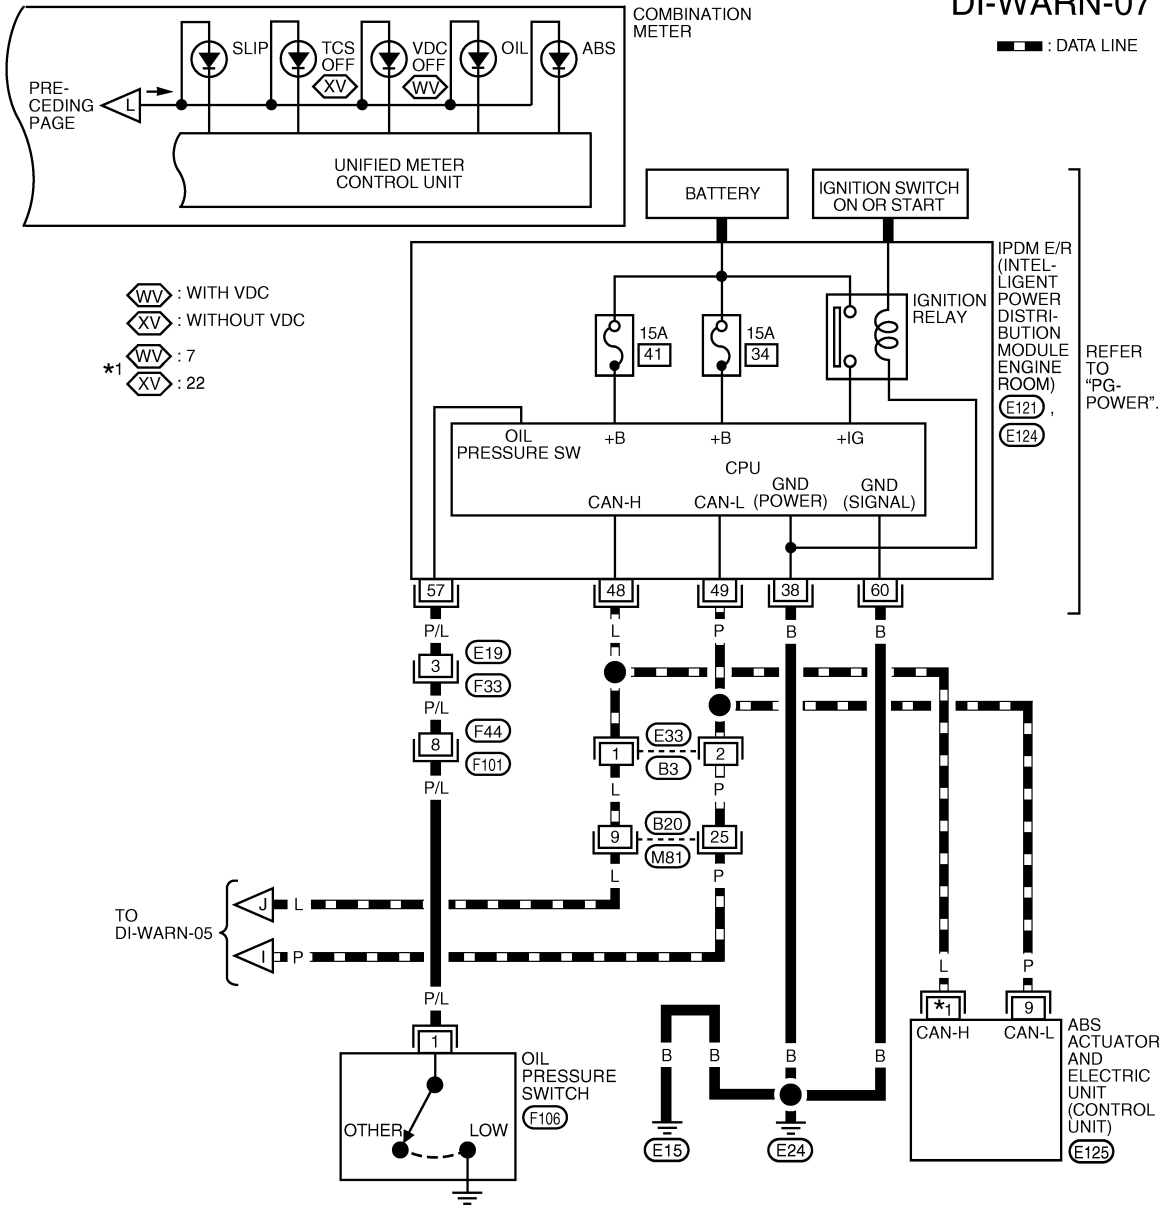 DI-WARN-07
: DATA LINE
COMBINATION
METER
SLIP
TCS
OFF
XV
VDC
OFF
WV
OIL
ABS
PRE-
CEDING
PAGE
L
UNIFIED METER
CONTROL UNIT
WV : WITH VDC
XV : WITHOUT VDC
*1 WV : 7
XV : 22
BATTERY
IGNITION SWITCH
ON OR START
IPDM E/R
(INTEL-
LIGENT
POWER
DISTRI-
BUTION
MODULE
ENGINE
ROOM)
E121 ,
E124
REFER
TO
“PG-
POWER”.
IGNITION
RELAY
15A
41
15A
34
OIL
PRESSURE SW
+B
+B
+IG
CPU
CAN-H
CAN-L
GND
(POWER)
GND
(SIGNAL)
57
48
49
38
60
P/L
L
P
B
B
3
E19
F33
P/L
8
F44
F101
P/L
1
E33
B3
2
L
P
9
B20
M81
25
L
P
TO
DI-WARN-05
J
L
I
P
P/L
1
OIL
PRESSURE
SWITCH
F106
OTHER
LOW
B
B
B
B
E15
E24
L
P
*1
9
CAN-H
CAN-L
ABS
ACTUATOR
AND
ELECTRIC
UNIT
(CONTROL
UNIT)
E125